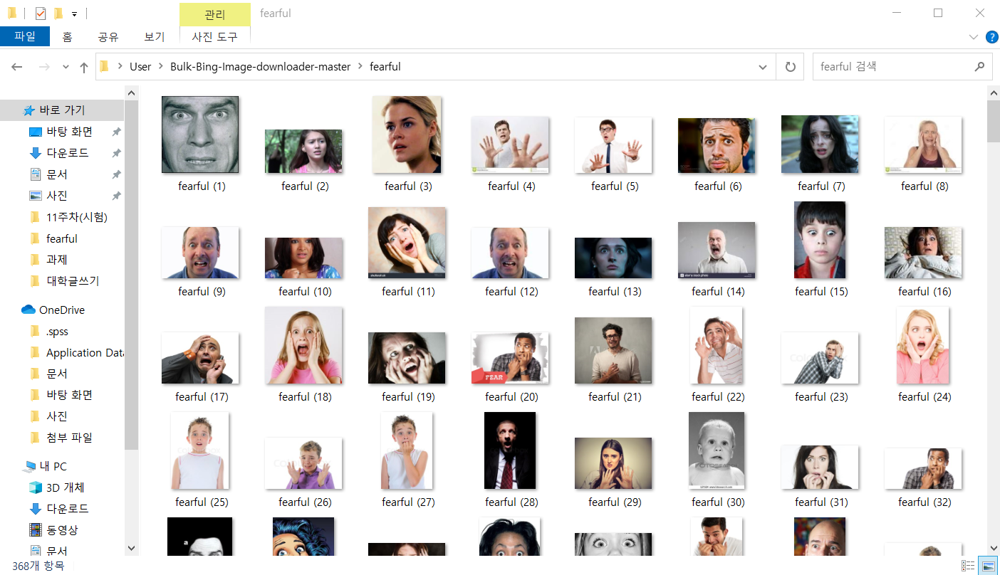 관리
fearful
파일
홈
공유
보기
사진 도구
User
Bulk-Bing-Image-downloader-master
fearful
fearful 검색
바로 가기
바탕 화면
다운로드
문서
사진
11주차(시험)
fearful
과제
대학글쓰기
OneDrive
.spss
Application Data
문서
바탕 화면
사진
첨부 파일
내 PC
3D 개체
다운로드
동영상
문서
fearful (1)
fearful (2)
fearful (3)
fearful (4)
fearful (5)
fearful (6)
fearful (7)
fearful (8)
fearful (9)
fearful (10)
fearful (11)
fearful (12)
fearful (13)
fearful (14)
fearful (15)
fearful (16)
FEAR
fearful (17)
fearful (18)
fearful (19)
fearful (20)
fearful (21)
fearful (22)
fearful (23)
fearful (24)
fearful (25)
fearful (26)
fearful (27)
fearful (28)
fearful (29)
fearful (30)
fearful (31)
fearful (32)
a
368개 항목